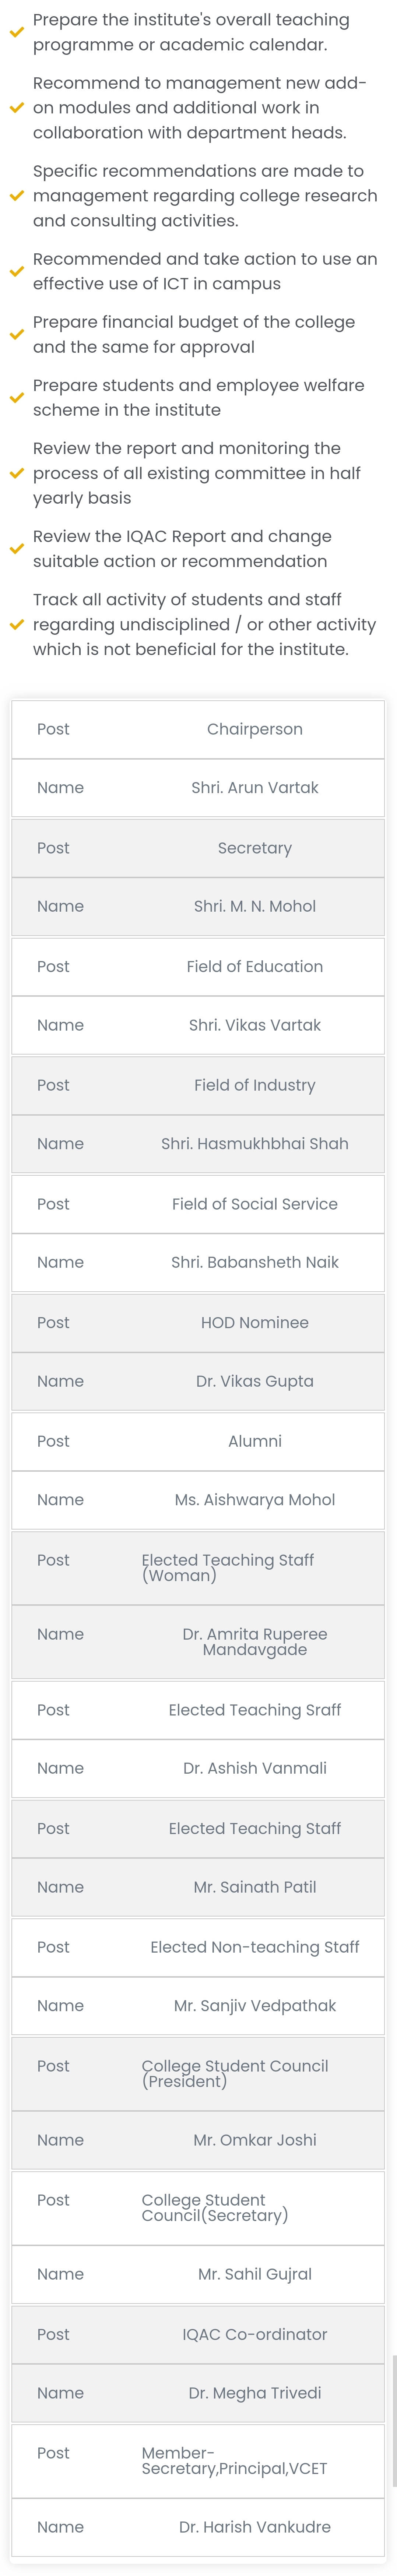 Prepare the institute's overall teaching
programme or academic calendar.
Recommend to management new add-
on modules and additional work in
collaboration with department heads.
Specific recommendations are made to
management regarding college research
and consulting activities.
Recommended and take action to use an
effective use of ICT in campus
Prepare financial budget of the college
and the same for approval
Prepare students and employee welfare
scheme in the institute
Review the report and monitoring the
process of all existing committee in half
yearly basis
Review the IQAC Report and change
suitable action or recommendation
Track all activity of students and staff
regarding undisciplined / or other activity
which is not beneficial for the institute.
Post Chairperson
Name Shri. Arun Vartak
Post Secretary
Name Shri. M. N. Mohol
Post Field of Education
Name Shri. Vikas Vartak
Post Field of Industry
Name Shri. Hasmukhbhai Shah
Post Field of Social Service
Name Shri. Babansheth Naik
Post HOD Nominee
Name Dr. Vikas Gupta
Post Alumni
Name Ms. Aishwarya Mohol
Post Elected Teaching Staff
(Woman)
Name Dr. Amrita Ruperee
Mandavgade
Post Elected Teaching Sraff
Name Dr. Ashish Vanmali
Post Elected Teaching Staff
Name Mr. Sainath Patil
Post Elected Non-teaching Staff
Name Mr. Sanjiv Vedpathak
Post College Student Council
(President)
Name Mr. Omkar Joshi
Post College Student
Council(Secretary)
Name Mr. Sahil Gujral
Post IQAC Co-ordinator
Name Dr. Megha Trivedi
Post Member-
Secretary,Principal,VCET
Name Dr. Harish Vankudre